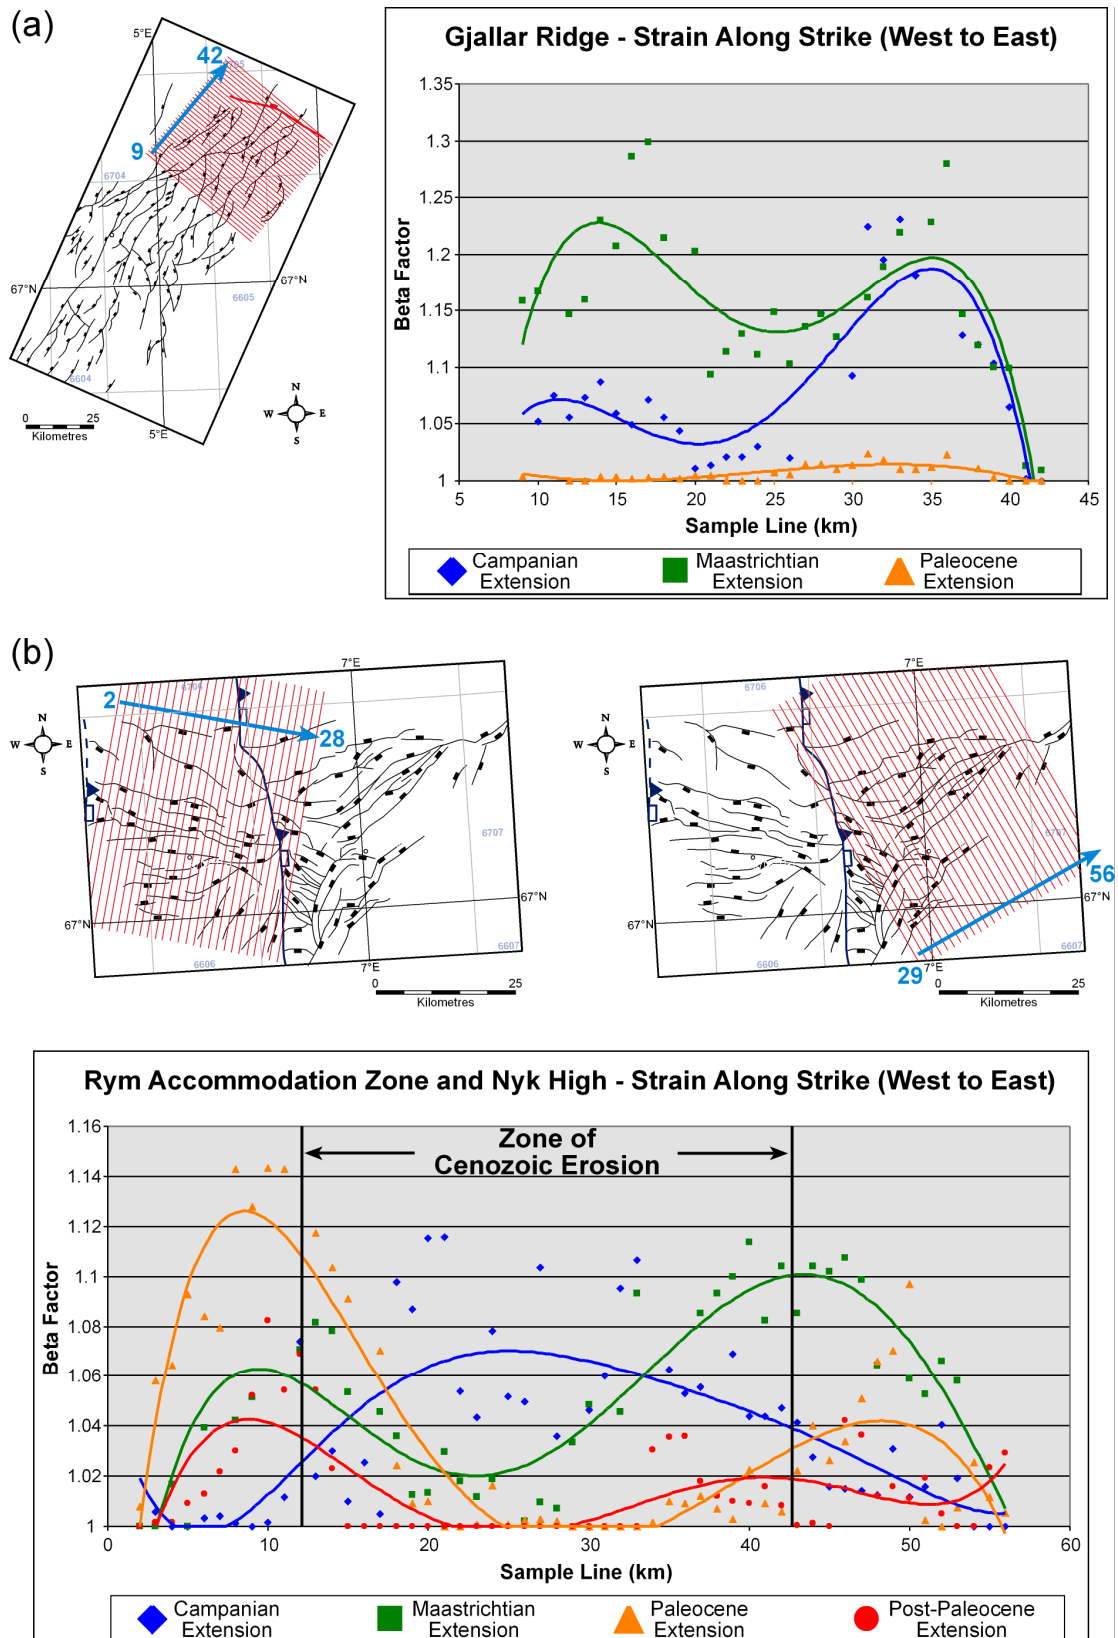 (a)
5°E
42
6705
9
6704
67°N
67°N
6605
6604
5°E
0 25
Kilometres
N
W E
S
Gjallar Ridge - Strain Along Strike (West to East)
1.35
1.3
1.25
1.2
1.15
1.1
1.05
1
Beta Factor
5 10 15 20 25 30 35 40 45
Sample Line (km)
Campanian Extension
Maastrichtian Extension
Paleocene Extension
(b)
7°E
6706
2
28
N
W E
S
6707
67°N
67°N
6606
6607
7°E
0 25
Kilometres
7°E
6706
N
W E
S
6707
56
67°N
67°N
6606
6607
29
7°E
0 25
Kilometres
Rym Accommodation Zone and Nyk High - Strain Along Strike (West to East)
Zone of
Cenozoic Erosion
1.16
1.14
1.12
1.1
1.08
1.06
1.04
1.02
1
Beta Factor
0 10 20 30 40 50 60
Sample Line (km)
Campanian Extension
Maastrichtian Extension
Paleocene Extension
Post-Paleocene Extension